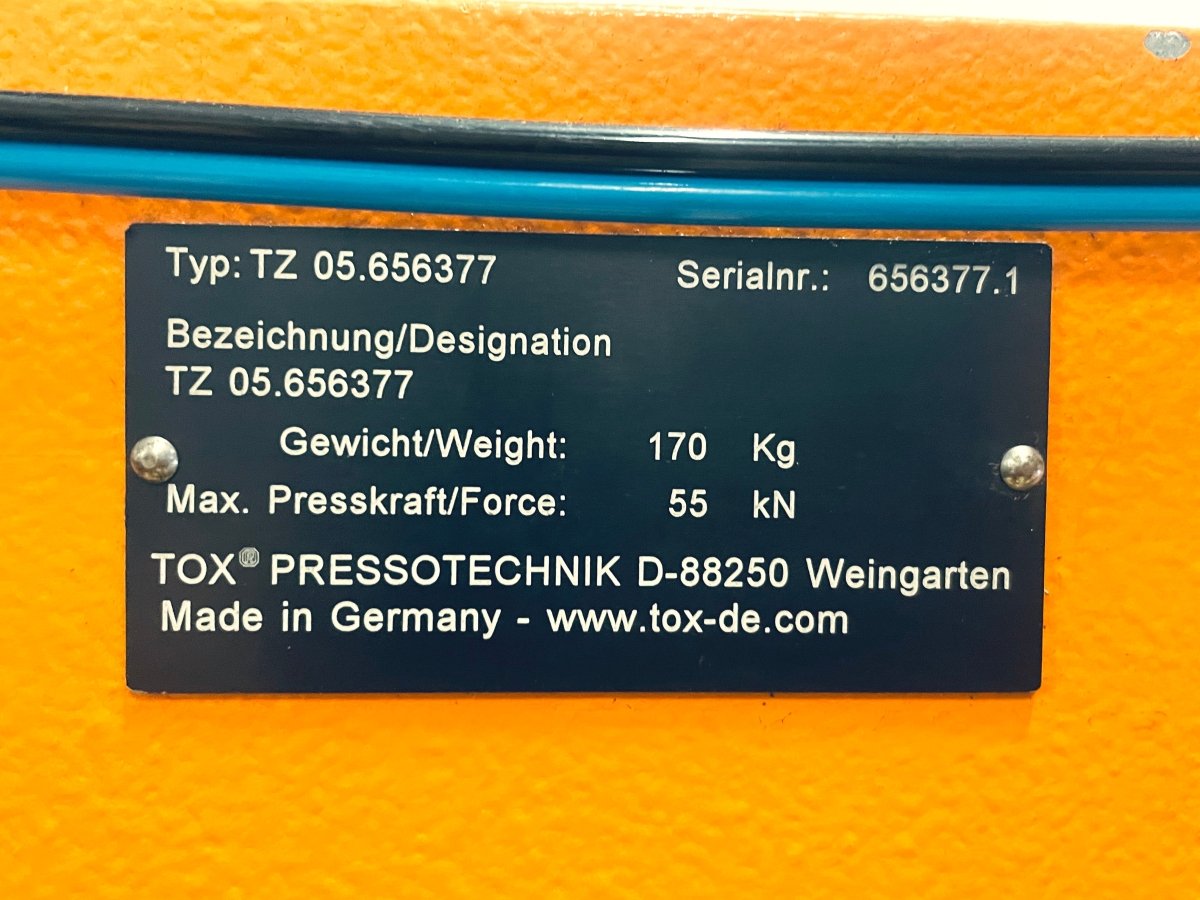 Typ: TZ 05.656377 Serialnr.: 656377.1
Bezeichnung/Designation
TZ 05.656377
Gewicht/Weight: 170 Kg
Max. Presskraft/Force: 55 kN
TOX® PRESSOTECHNIK D-88250 Weingarten
Made in Germany - www.tox-de.com